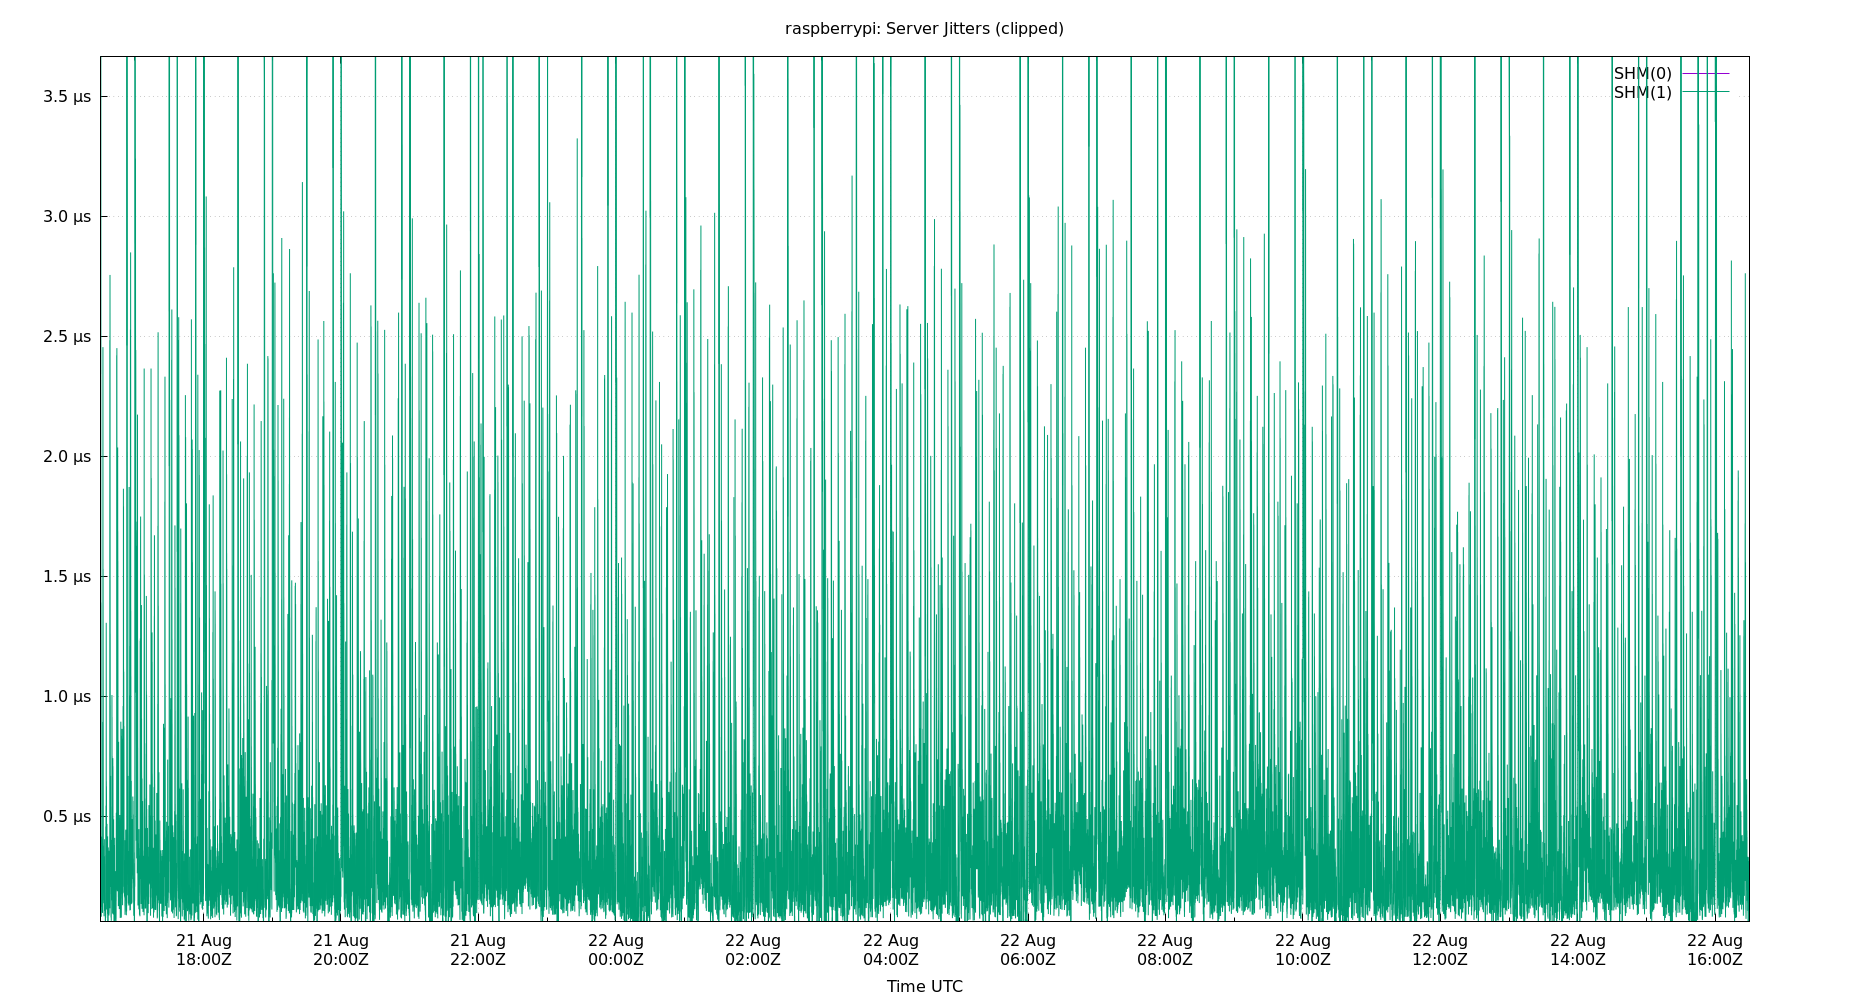 raspberrypi: Server Jitters (clipped)
SHM(0)
SHM(1)
3.5 µs
3.0 µs
2.5 µs
2.0 µs
1.5 µs
1.0 µs
0.5 µs
21 Aug 21 Aug 21 Aug 22 Aug 22 Aug 22 Aug 22 Aug 22 Aug 22 Aug 22 Aug 22 Aug 22 Aug
18:00Z 20:00Z 22:00Z 00:00Z 02:00Z 04:00Z 06:00Z 08:00Z 10:00Z 12:00Z 14:00Z 16:00Z
Time UTC